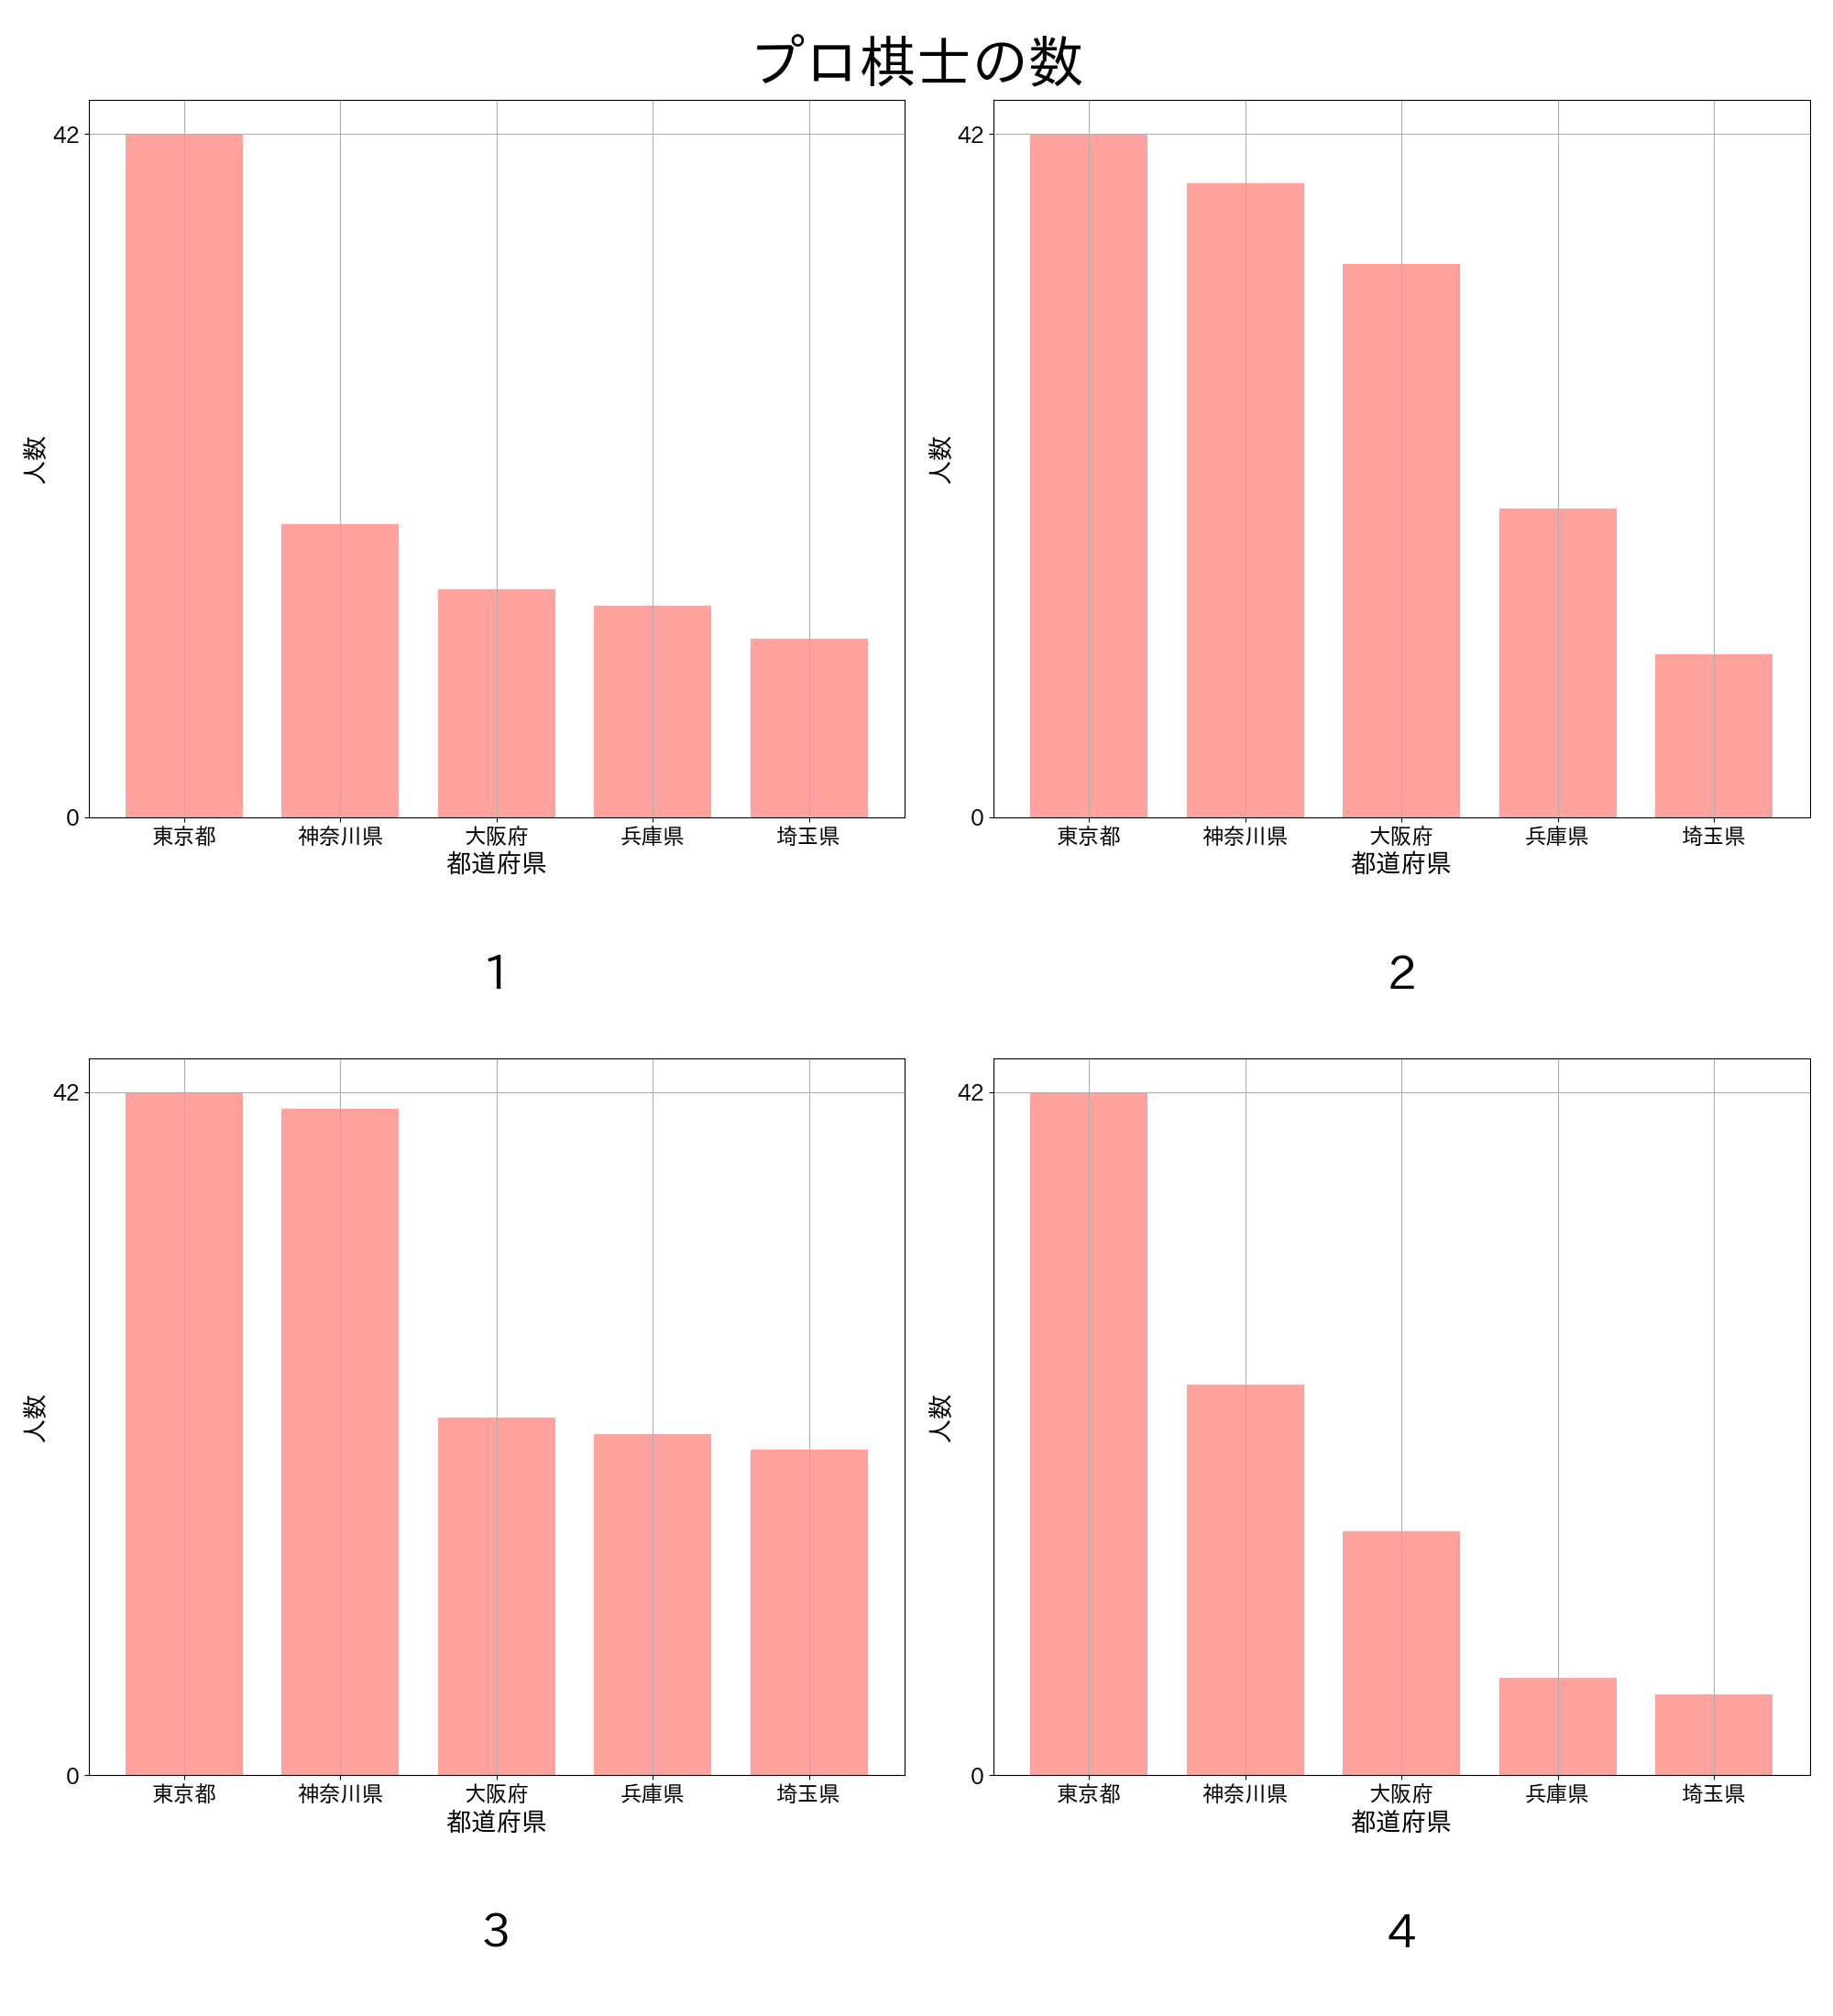 プロ棋士の数
42
0
人数
東京都 神奈川県 大阪府 兵庫県 埼玉県
都道府県
1
42
0
人数
東京都 神奈川県 大阪府 兵庫県 埼玉県
都道府県
2
42
0
人数
東京都 神奈川県 大阪府 兵庫県 埼玉県
都道府県
3
42
0
人数
東京都 神奈川県 大阪府 兵庫県 埼玉県
都道府県
4